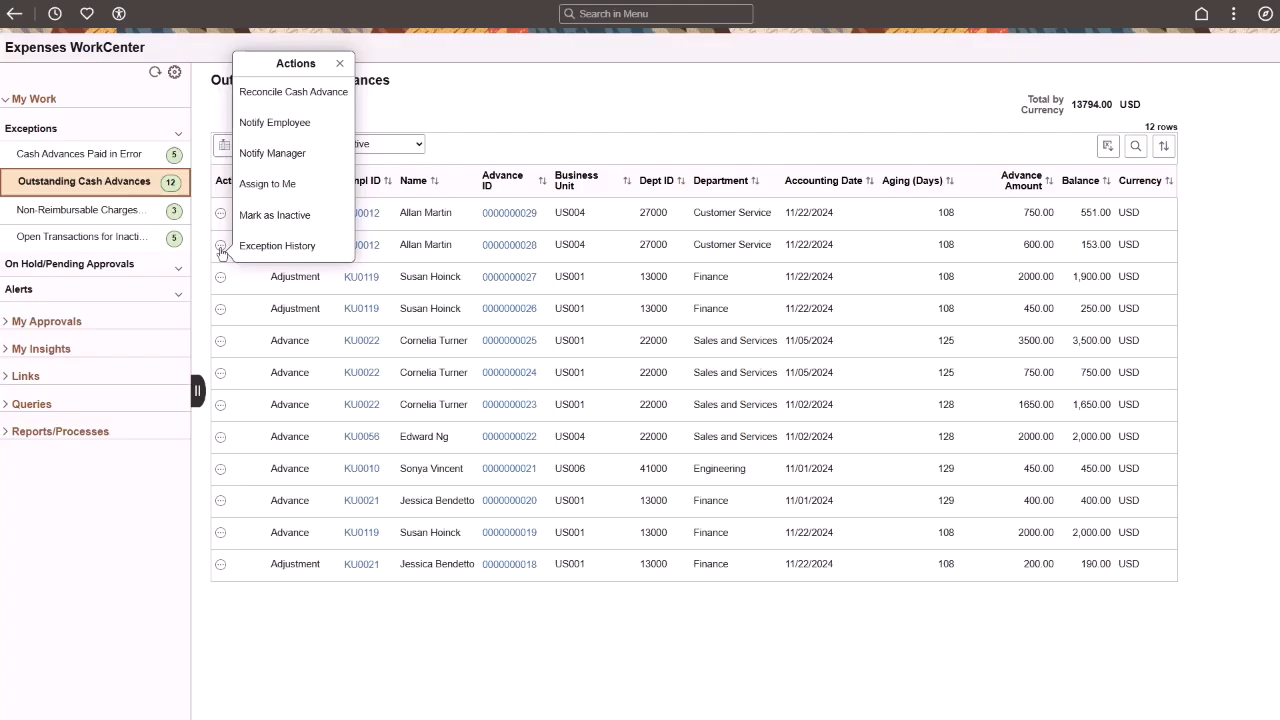 Search in Menu
Expenses WorkCenter
My Work
Exceptions
Cash Advances Paid in Error 5
Outstanding Cash Advances 12
Non-Reimbursable Charges... 3
Open Transactions for Inacti... 5
On Hold/Pending Approvals
Alerts
My Approvals
My Insights
Links
Queries
Reports/Processes
Actions
Reconcile Cash Advance
Notify Employee
Notify Manager
Assign to Me
Mark as Inactive
Exception History
Total by Currency 13794.00 USD
12 rows
Name Advance ID Business Unit Dept ID Department Accounting Date Aging (Days) Advance Amount Balance Currency
Allan Martin 0000000029 US004 27000 Customer Service 11/22/2024 108 750.00 551.00 USD
Allan Martin 0000000028 US004 27000 Customer Service 11/22/2024 108 600.00 153.00 USD
Adjustment KU0119 Susan Hoinck 0000000027 US001 13000 Finance 11/22/2024 108 2000.00 1,900.00 USD
Adjustment KU0119 Susan Hoinck 0000000026 US001 13000 Finance 11/22/2024 108 450.00 250.00 USD
Advance KU0022 Cornelia Turner 0000000025 US001 22000 Sales and Services 11/05/2024 125 3500.00 3,500.00 USD
Advance KU0022 Cornelia Turner 0000000024 US001 22000 Sales and Services 11/05/2024 125 750.00 750.00 USD
Advance KU0022 Cornelia Turner 0000000023 US001 22000 Sales and Services 11/02/2024 128 1650.00 1,650.00 USD
Advance KU0056 Edward Ng 0000000022 US004 22000 Sales and Services 11/02/2024 128 2000.00 2,000.00 USD
Advance KU0010 Sonya Vincent 0000000021 US006 41000 Engineering 11/01/2024 129 450.00 450.00 USD
Advance KU0021 Jessica Bendetto 0000000020 US001 13000 Finance 11/01/2024 129 400.00 400.00 USD
Advance KU0119 Susan Hoinck 0000000019 US001 13000 Finance 11/22/2024 108 2000.00 2,000.00 USD
Adjustment KU0021 Jessica Bendetto 0000000018 US001 13000 Finance 11/22/2024 108 200.00 190.00 USD